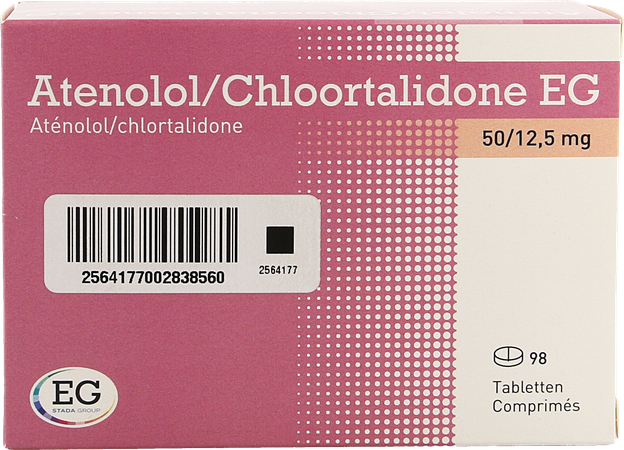 Atenolol/Chloortalidone EG
Aténolol/chlortalidone
50/12,5 mg
2564177002838560
2564177
98
Tabletten
Comprimés
EG
STADA GROUP